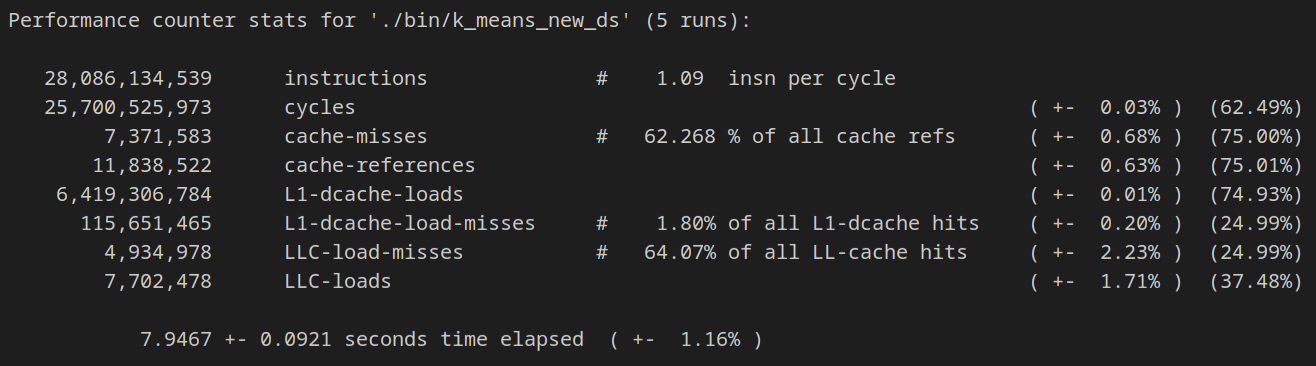 Performance counter stats for './bin/k_means_new_ds' (5 runs):
28,086,134,539 instructions # 1.09 insn per cycle
25,700,525,973 cycles ( +- 0.03% ) (62.49%)
7,371,583 cache-misses # 62.268 % of all cache refs ( +- 0.68% ) (75.00%)
11,838,522 cache-references ( +- 0.63% ) (75.01%)
6,419,306,784 L1-dcache-loads ( +- 0.01% ) (74.93%)
115,651,465 L1-dcache-load-misses # 1.80% of all L1-dcache hits ( +- 0.20% ) (24.99%)
4,934,978 LLC-load-misses # 64.07% of all LL-cache hits ( +- 2.23% ) (24.99%)
7,702,478 LLC-loads ( +- 1.71% ) (37.48%)
7.9467 +- 0.0921 seconds time elapsed ( +- 1.16% )